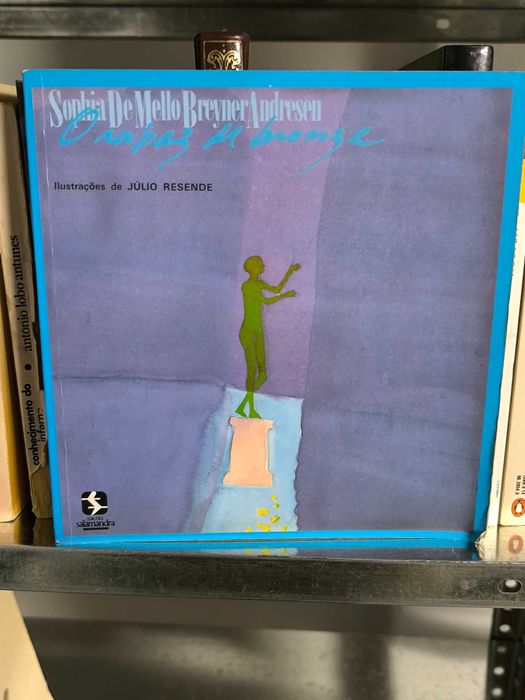 Sophia De Mello Breyner Andresen
O rapaz de bronze
Ilustrações de JÚLIO RESENDE
EDIÇÕES
salamandra
conhecimento do inferno
antónio lobo antunes